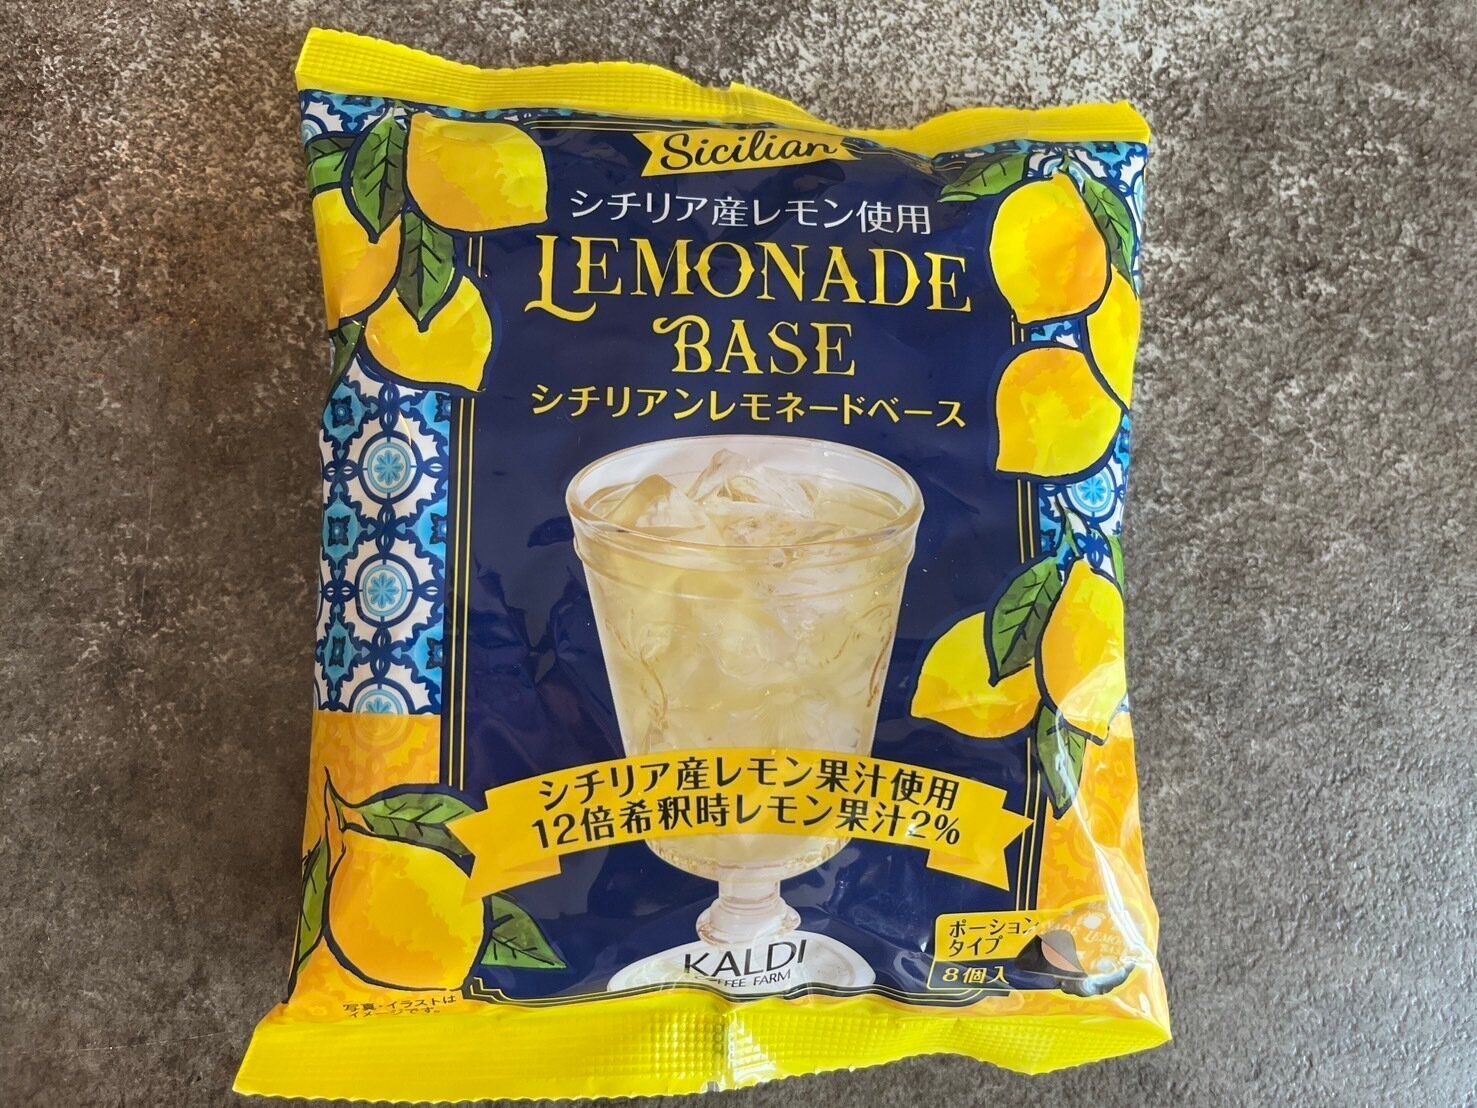 Sicilian
シチリア産レモン使用
LEMONADE
BASE
シチリアンレモネードベース
シチリア産レモン果汁使用
12倍希釈時レモン果汁2%
ポーション
タイプ
8個入
KALDI
FEE FARM
写真・イラストは
イメージです。